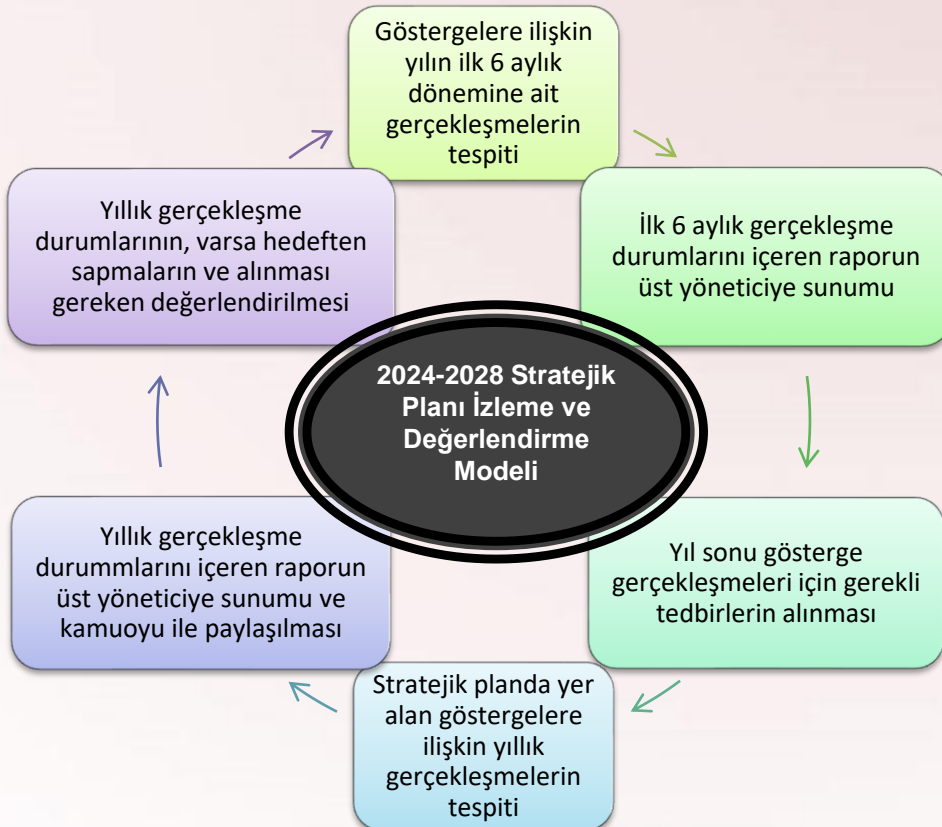 Göstergelere ilişkin
yılın ilk 6 aylık
dönemine ait
gerçekleşmelerin
tespiti
İlk 6 aylık gerçekleşme
durumlarını içeren raporun
üst yöneticiye sunumu
Yıl sonu gösterge
gerçekleşmeleri için gerekli
tedbirlerin alınması
Stratejik planda yer
alan göstergelere
ilişkin yıllık
gerçekleşmelerin
tespiti
Yıllık gerçekleşme
durummlarını içeren raporun
üst yöneticiye sunumu ve
kamuoyu ile paylaşılması
Yıllık gerçekleşme
durumlarının, varsa hedeften
sapmaların ve alınması
gereken değerlendirilmesi
2024-2028 Stratejik
Planı İzleme ve
Değerlendirme
Modeli